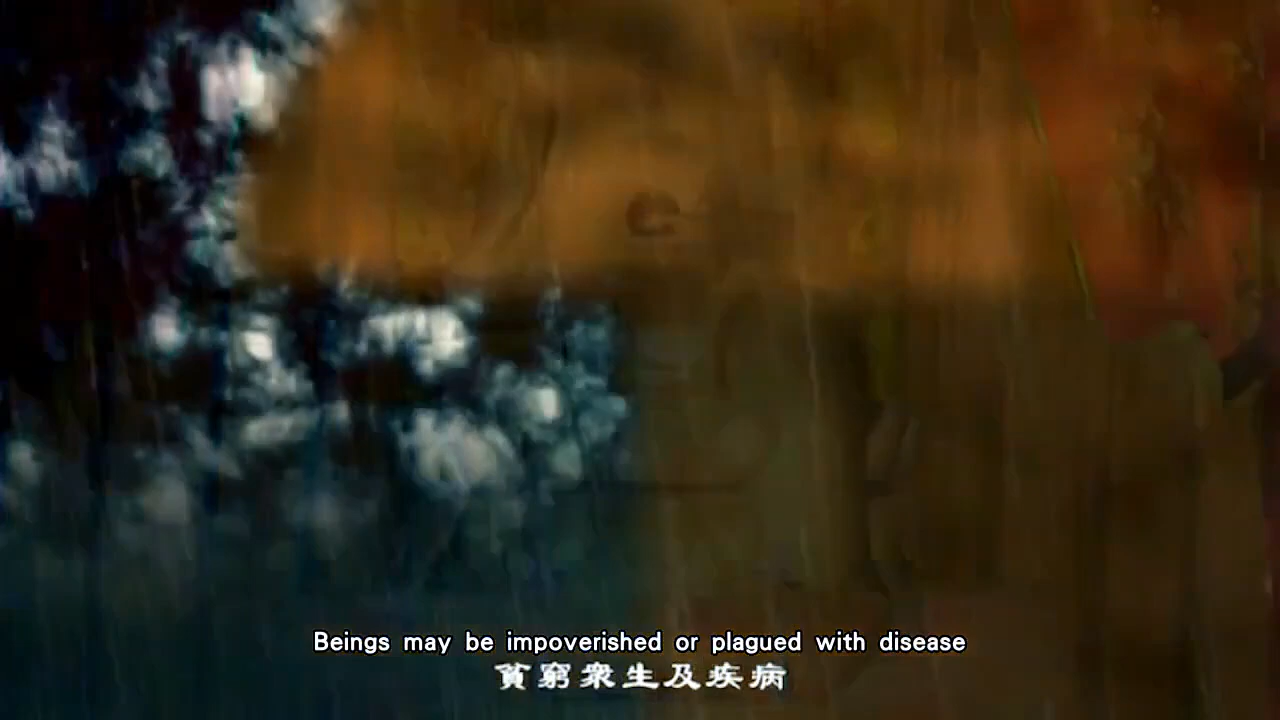 Beings may be impoverished or plagued with disease
貧窮衆生及疾病